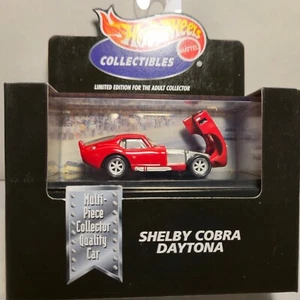 Hot Wheels
MATTEL
COLLECTIBLES
LIMITED EDITION FOR THE ADULT COLLECTOR
Multi-
Piece
Collector
Quality
Car
SHELBY COBRA
DAYTONA